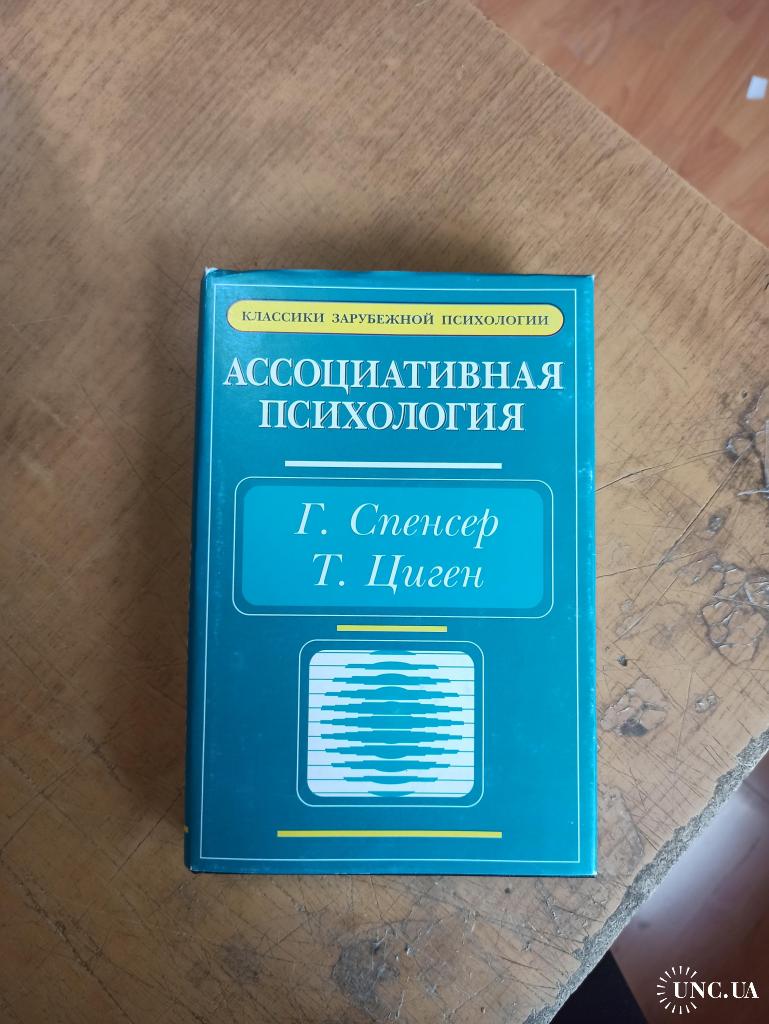 КЛАССИКИ ЗАРУБЕЖНОЙ ПСИХОЛОГИИ
АССОЦИАТИВНАЯ
ПСИХОЛОГИЯ
Г. Спенсер
Т. Циген
UNC.UA